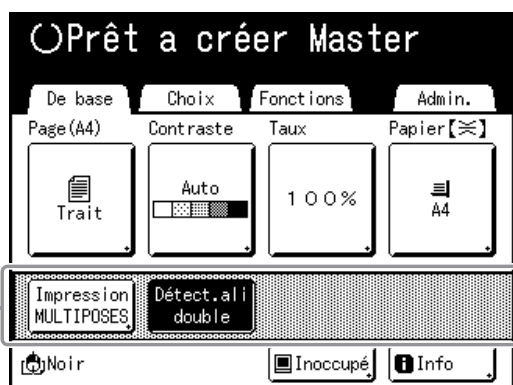 Prêt a créer Master
De base Choix Fonctions Admin.
Page(A4) Contraste Taux Papier【】
Trait Auto 100% A4
Impression Détect.ali
MULTIPOSES double
Noir Inoccupé Info